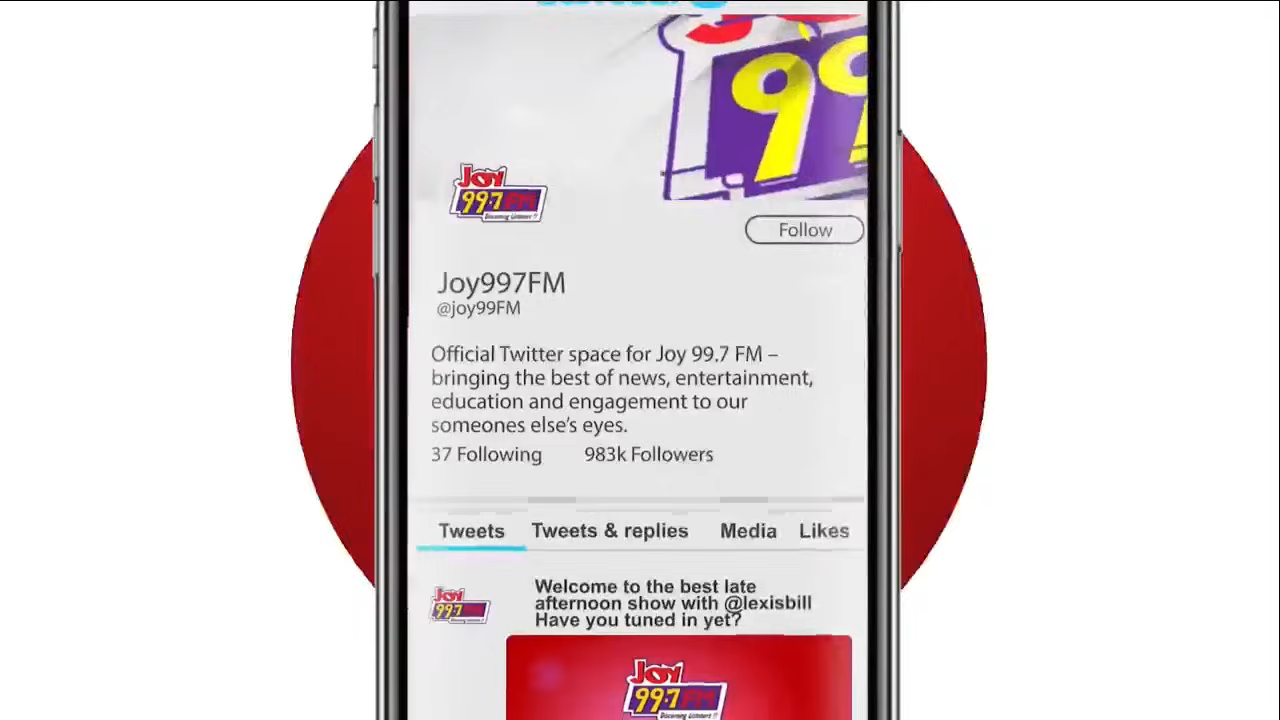 99
Joy
99.7 FM
Follow
Joy997FM
@joy99FM
Official Twitter space for Joy 99.7 FM –
bringing the best of news, entertainment,
education and engagement to our
someones else's eyes.
37 Following 983k Followers
Tweets Tweets & replies Media Likes
Joy
99.7 FM
Welcome to the best late
afternoon show with @lexisbill
Have you tuned in yet?
Joy
99.7 FM